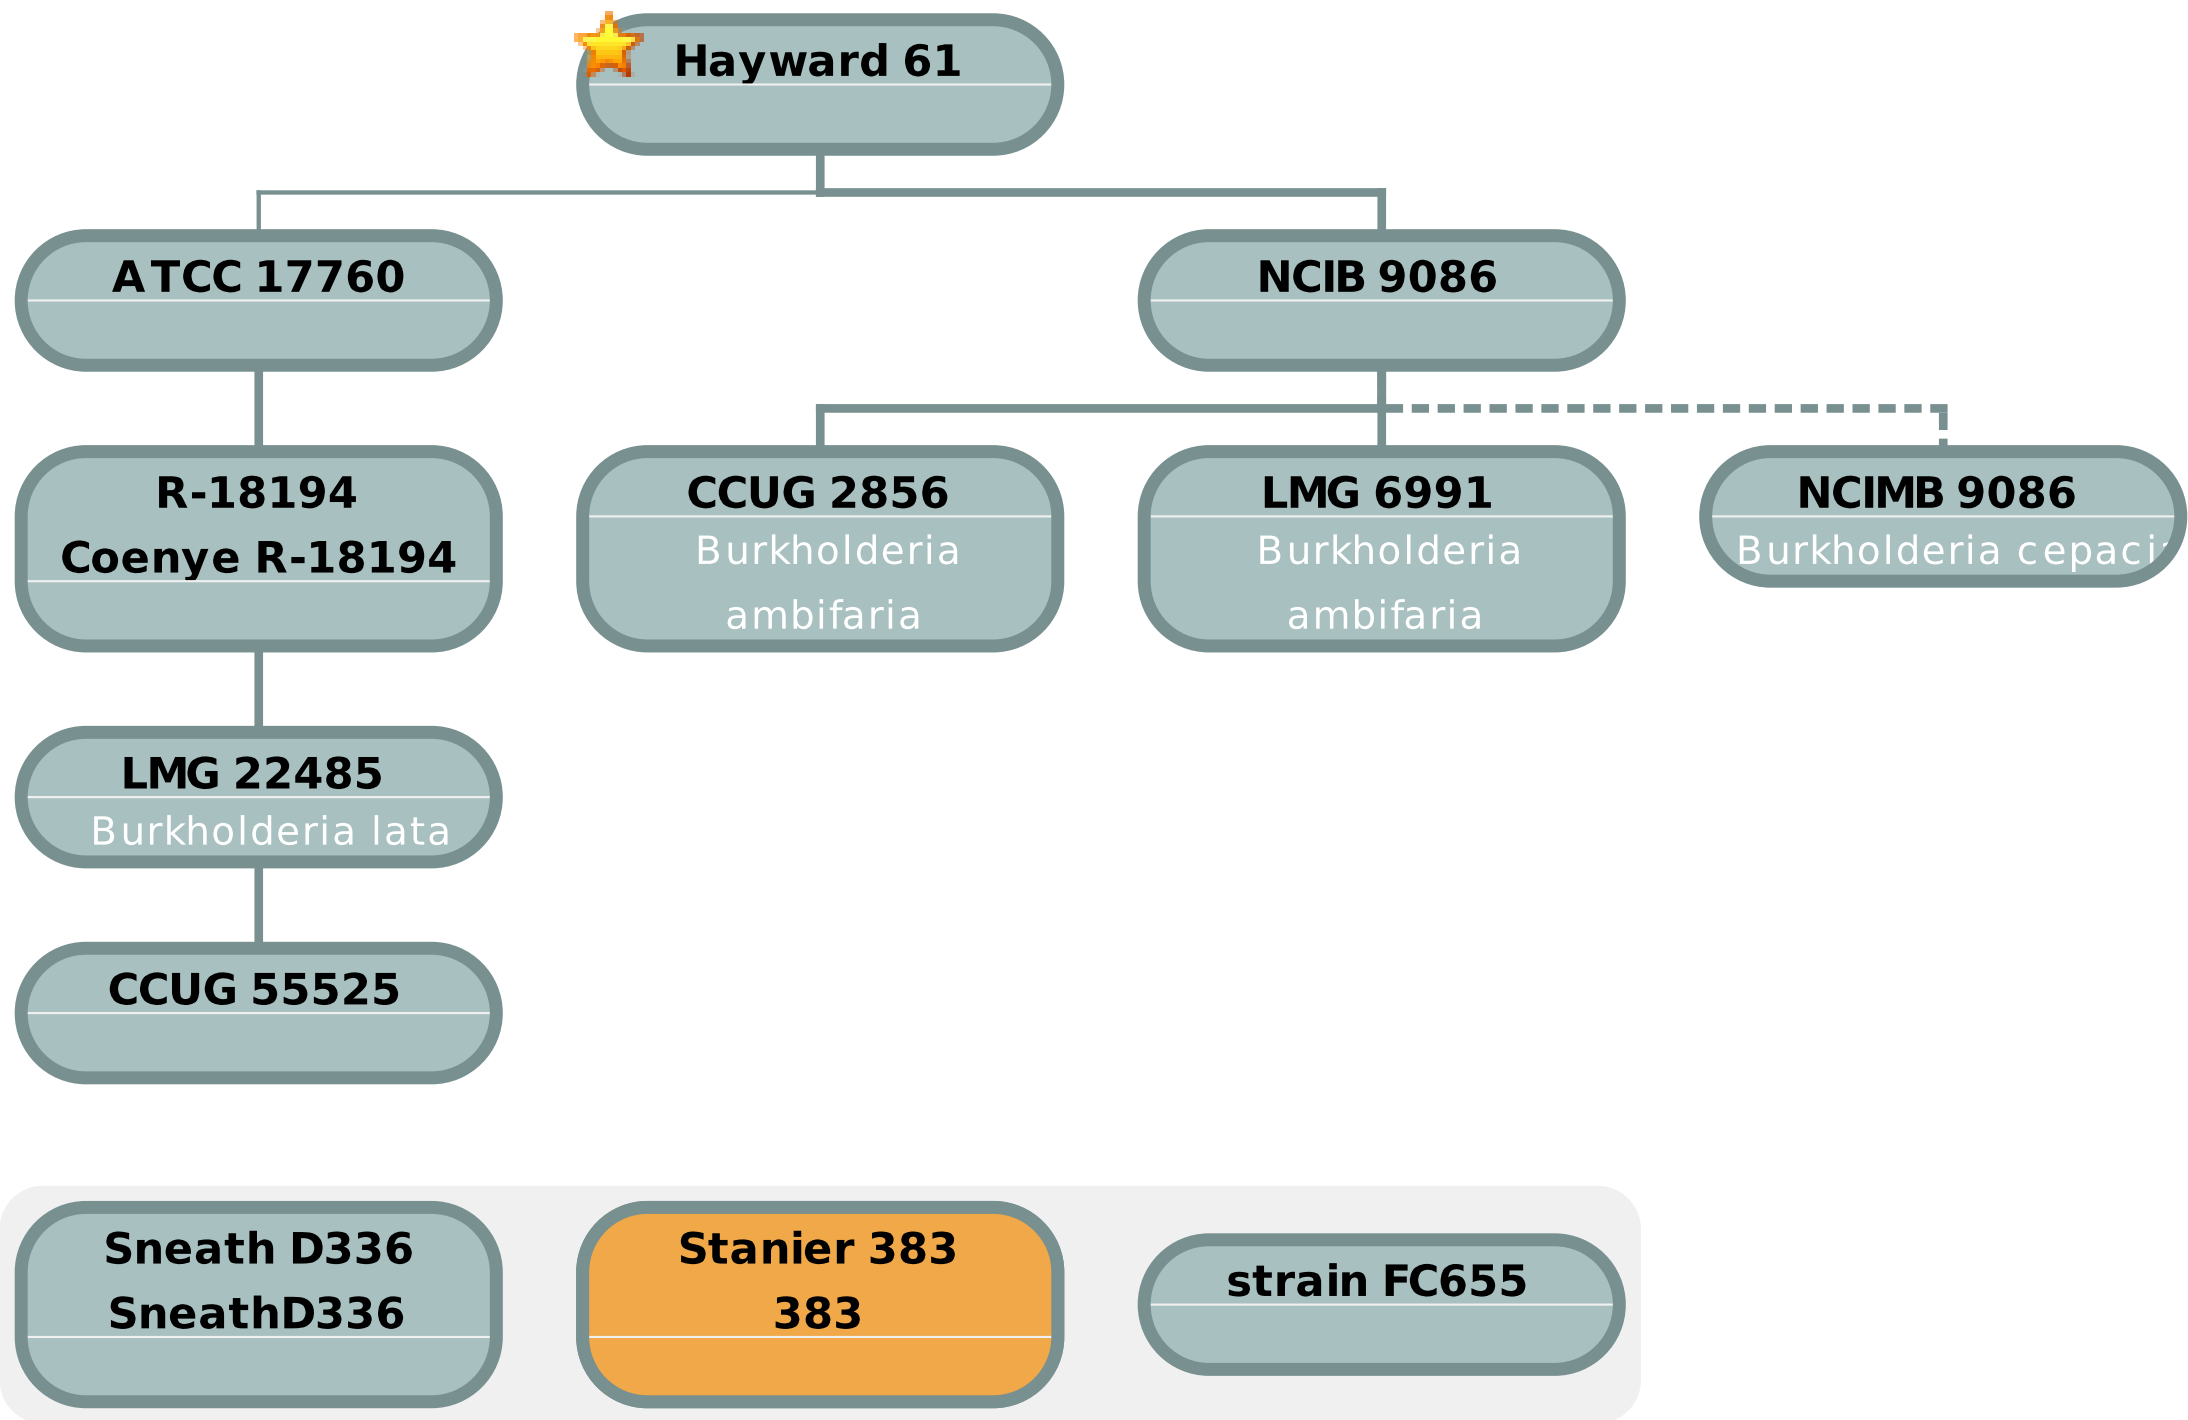 Hayward 61
ATCC 17760
NCIB 9086
R-18194
Coenye R-18194
CCUG 2856
Burkholderia
ambifaria
LMG 6991
Burkholderia
ambifaria
NCIMB 9086
Burkholderia cepacia
LMG 22485
Burkholderia lata
CCUG 55525
Sneath D336
SneathD336
Stanier 383
383
strain FC655